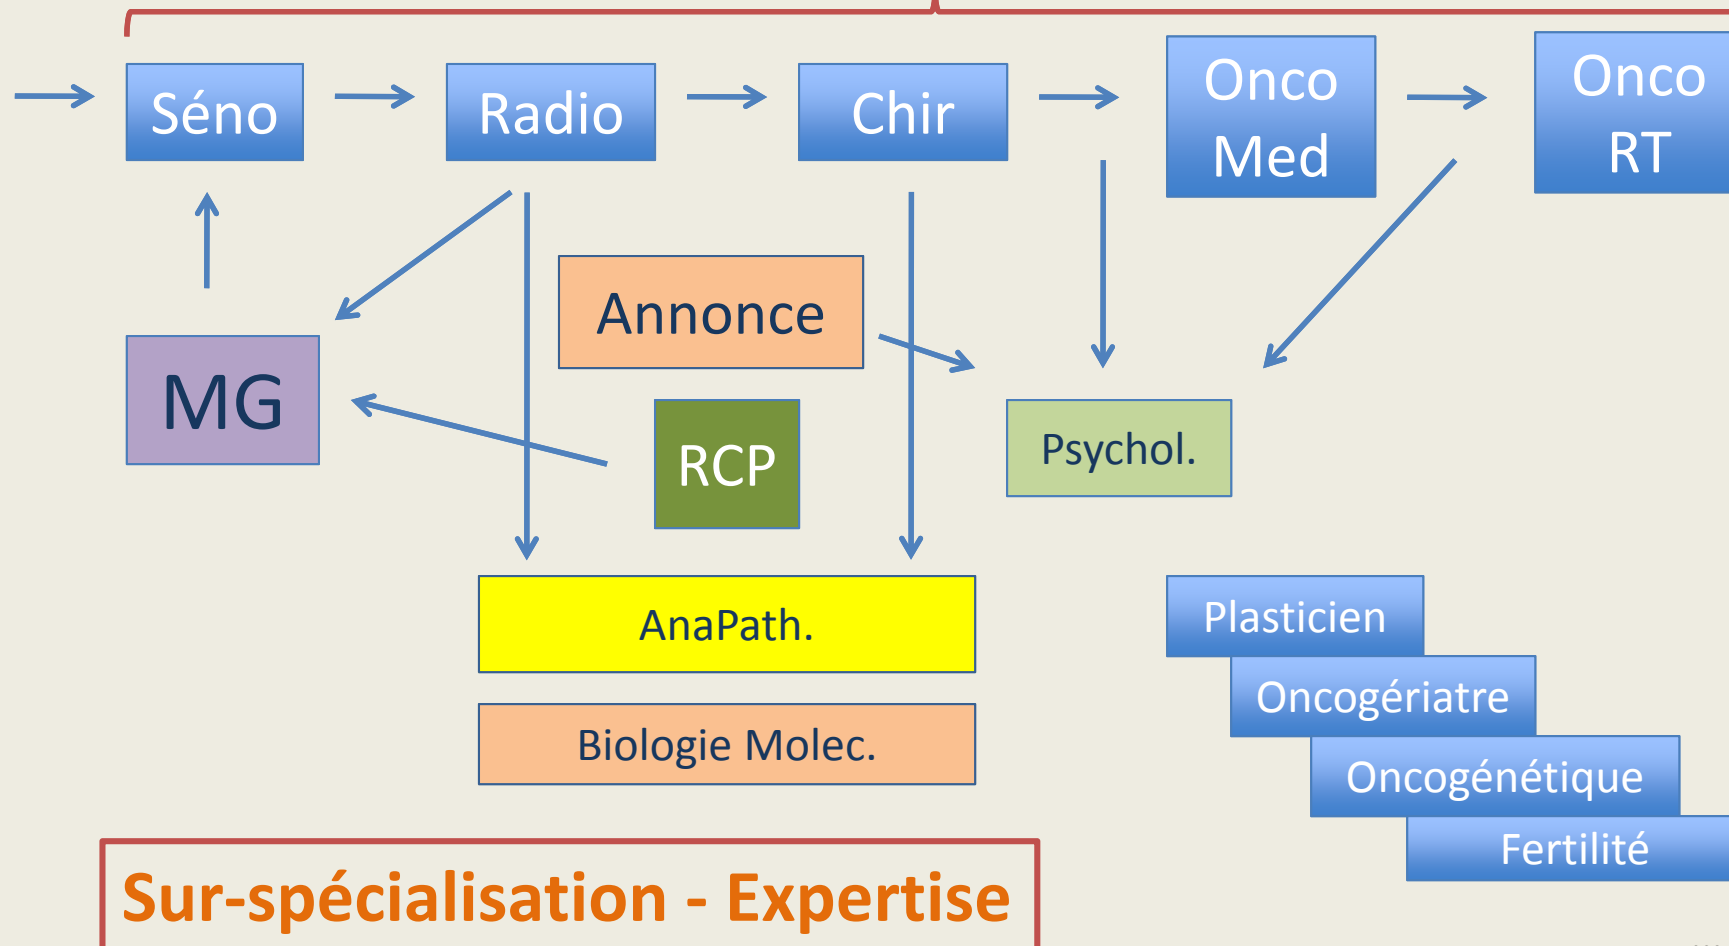 Séno
Radio
Chir
Onco
Med
Onco
RT
Annonce
MG
RCP
Psychol.
AnaPath.
Biologie Molec.
Plasticien
Oncogériatre
Oncogénétique
Fertilité
Sur-spécialisation - Expertise